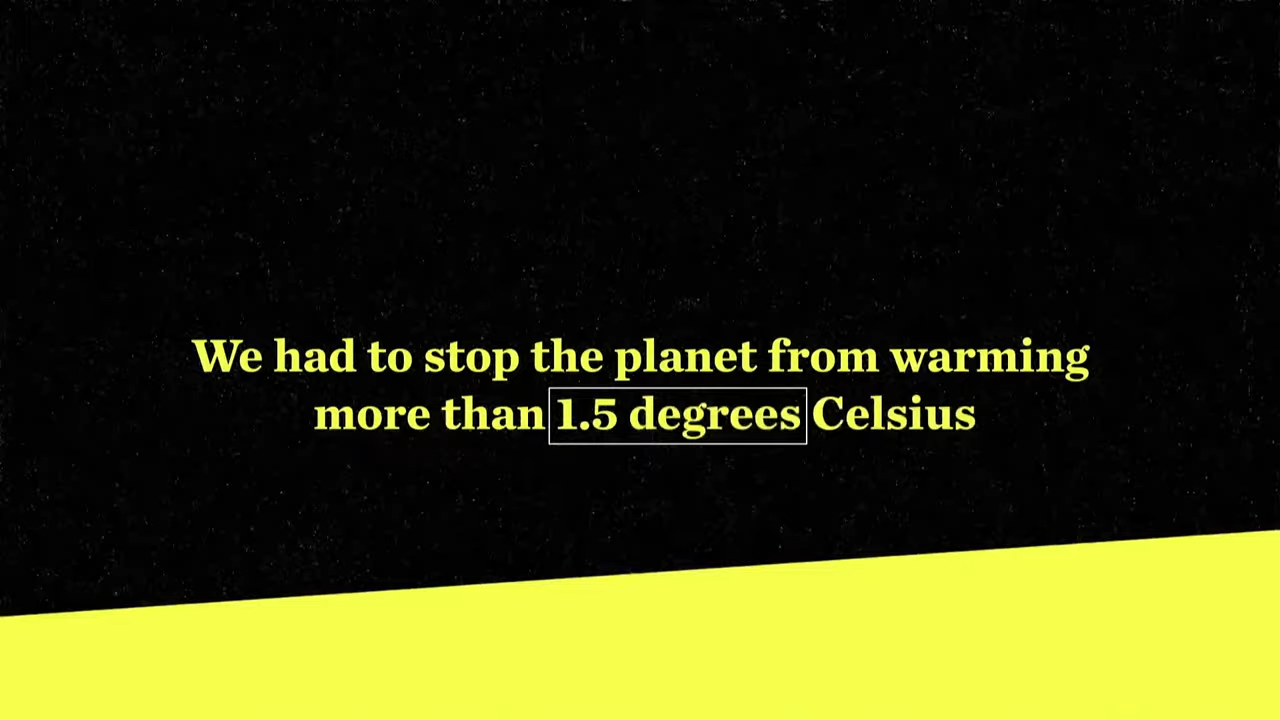 We had to stop the planet from warming
more than 1.5 degrees Celsius